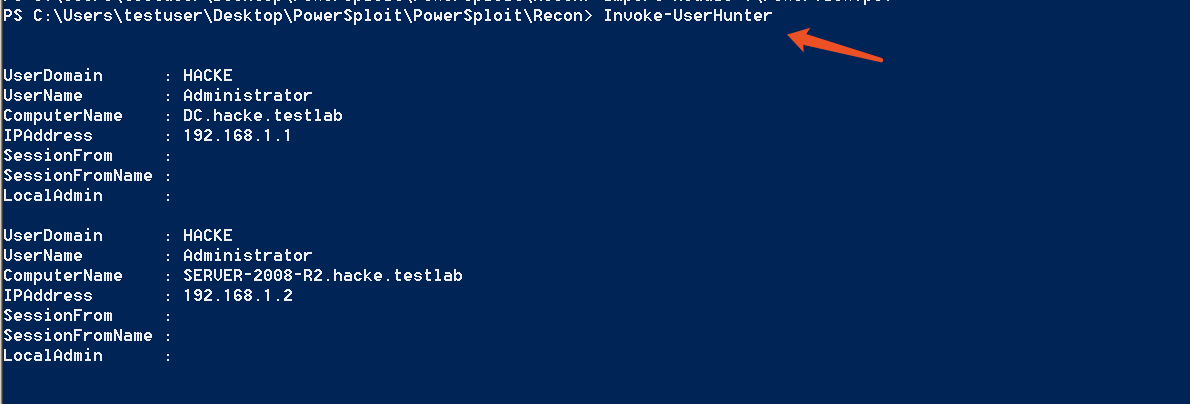 PS C:\Users\testuser\Desktop\PowerSploit\PowerSploit\Recon> Invoke-UserHunter
UserDomain : HACKE
UserName : Administrator
ComputerName : DC.hacke.testlab
IPAddress : 192.168.1.1
SessionFrom :
SessionFromName :
LocalAdmin :
UserDomain : HACKE
UserName : Administrator
ComputerName : SERVER-2008-R2.hacke.testlab
IPAddress : 192.168.1.2
SessionFrom :
SessionFromName :
LocalAdmin :